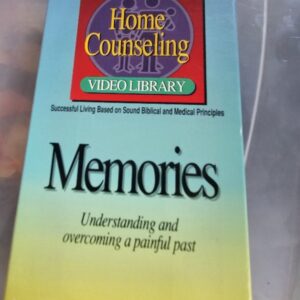 Home
Counseling
VIDEO LIBRARY
Successful Living Based on Sound Biblical and Medical Principles
Memories
Understanding and
overcoming a painful past